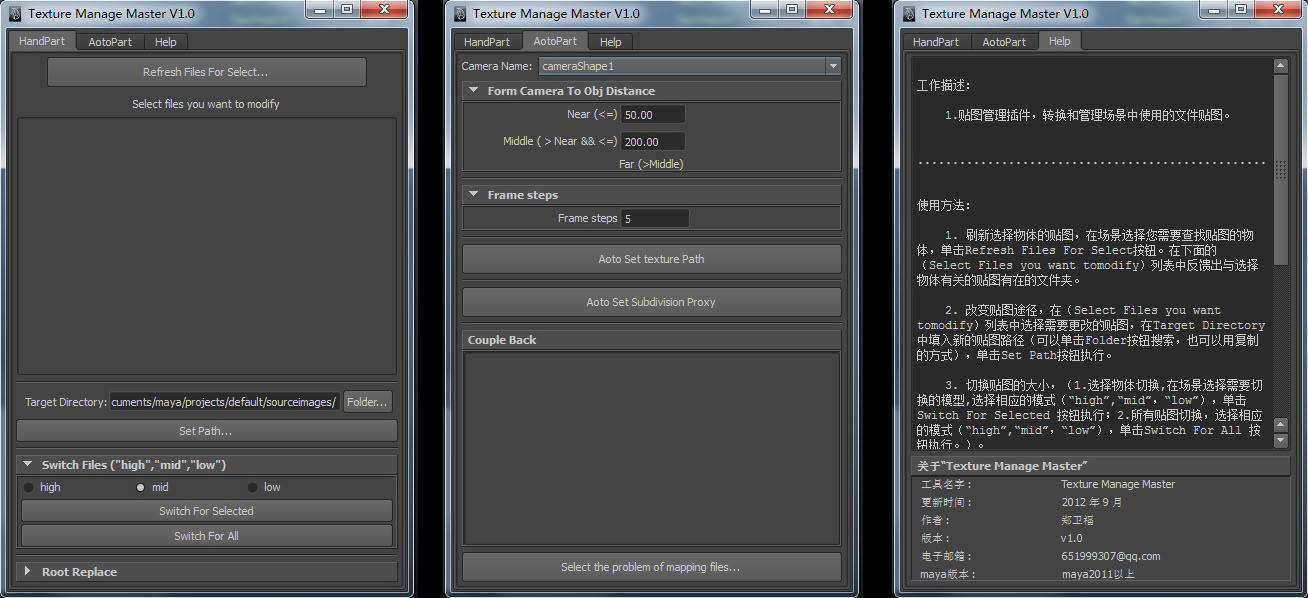 Texture Manage Master V1.0
HandPart
AotoPart
Help
Refresh Files For Select...
Select files you want to modify
Target Directory:
cuments/maya/projects/default/sourceimages/
Folder...
Set Path...
Switch Files ("high","mid","low")
high
mid
low
Switch For Selected
Switch For All
Root Replace
Texture Manage Master V1.0
HandPart
AotoPart
Help
Camera Name:
cameraShape1
Form Camera To Obj Distance
Near (<=)
50.00
Middle ( > Near && <=)
200.00
Far (>Middle)
Frame steps
Frame steps
5
Aoto Set texture Path
Aoto Set Subdivision Proxy
Couple Back
Select the problem of mapping files...
Texture Manage Master V1.0
HandPart
AotoPart
Help
工作描述:
1.贴图管理插件，转换和管理场景中使用的文件贴图。
使用方法:
1. 刷新选择物体的贴图，在场景选择您需要查找贴图的物
体，单击Refresh Files For Select按钮。在下面的
（Select Files you want tomodify）列表中反馈出与选择
物体有关的贴图有在的文件夹。
2. 改变贴图途径，在（Select Files you want
tomodify）列表中选择需要更改的贴图，在Target Directory
中填入新的贴图路径（可以单击Folder按钮搜索，也可以用复制
的方式），单击Set Path按钮执行。
3. 切换贴图的大小，（1.选择物体切换,在场景选择需要切
换的模型,选择相应的模式（“high”,“mid”，“low”），单击
Switch For Selected 按钮执行；2.所有贴图切换，选择相应
的模式（“high”,“mid”，“low”），单击Switch For All 按
钮执行。）。
关于“Texture Manage Master”
工具名字：
Texture Manage Master
更新时间：
2012 年 9 月
作者：
郑卫福
版本：
v1.0
电子邮箱：
651999307@qq.com
maya版本：
maya2011以上